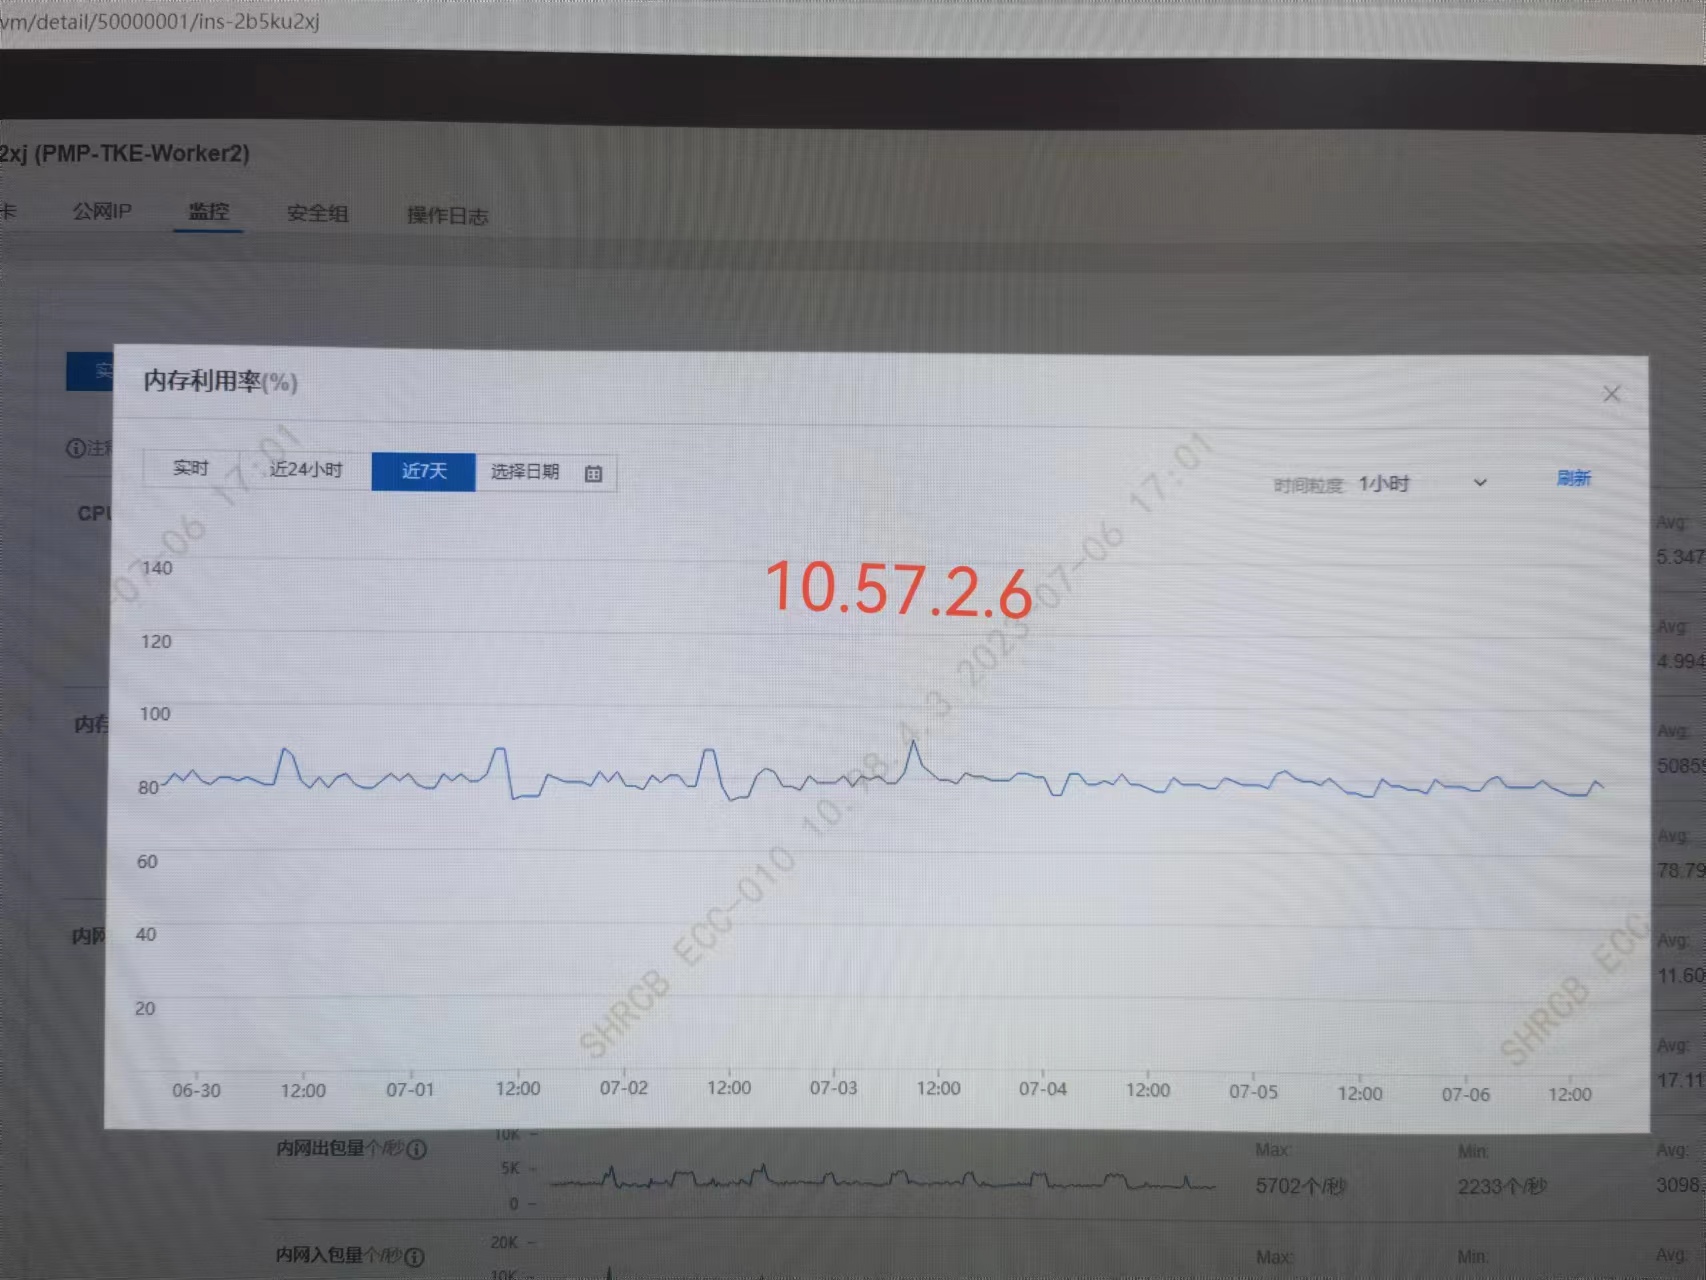 vm/detail/50000001/ins-2b5ku2xj
2xj (PMP-TKE-Worker2)
卡 公网IP 监控 安全组 操作日志
实
内存利用率(%)
注释
实时 近24小时 近7天 选择日期
时间粒度: 1小时 刷新
CPU
10.57.2.6
140
120
100
80
60
40
20
06-30 12:00 07-01 12:00 07-02 12:00 07-03 12:00 07-04 12:00 07-05 12:00 07-06 12:00
07-06 17:01
SHRCB ECC-010 10.188.4.3 2023-07-06 17:01
SHRCB ECC
内存
内网
Avg:
5.347
Avg:
4.994
Avg:
50859
Avg:
78.79
Avg:
11.60
Avg:
17.11
内网出包量个/秒
10K
5K
0
Max: Min: Avg:
5702个/秒 2233个/秒 3098.
内网入包量个/秒
20K
10K
Max: Min: Avg: